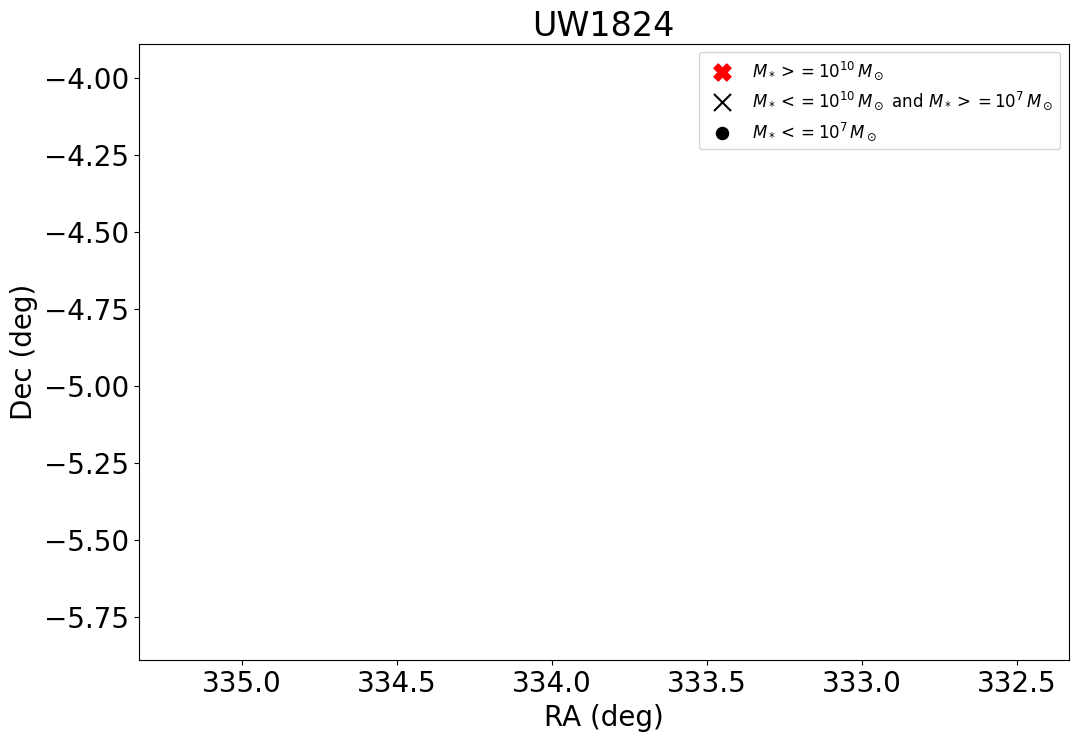 UW1824
M* >= 10^10 M⊙
M* <= 10^10 M⊙ and M* >= 10^7 M⊙
M* <= 10^7 M⊙
−4.00
−4.25
−4.50
−4.75
−5.00
−5.25
−5.50
−5.75
Dec (deg)
335.0 334.5 334.0 333.5 333.0 332.5
RA (deg)